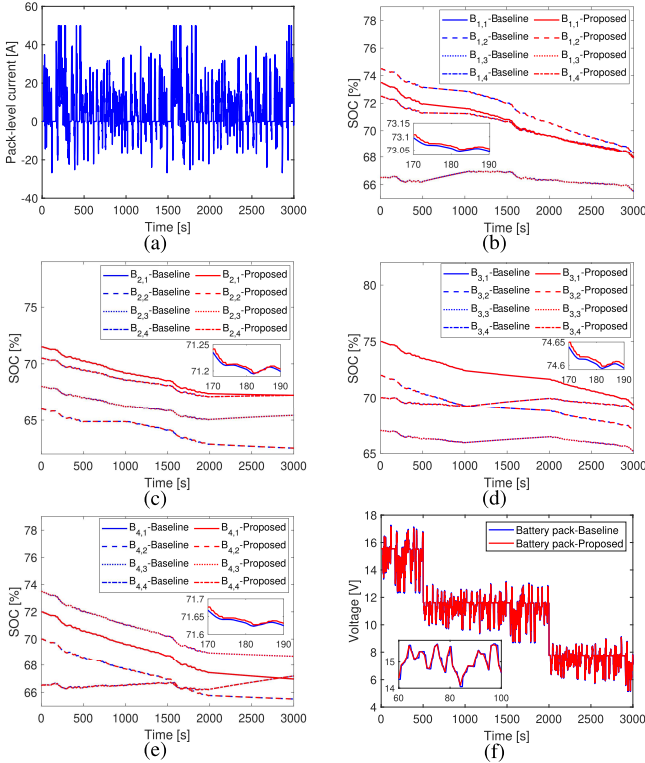 60
40
20
0
-20
-40
Pack-level current [A]
0 500 1000 1500 2000 2500 3000
Time [s]
(a)
78
76
74
72
70
68
66
SOC [%]
B1,1-Baseline B1,1-Proposed
B1,2-Baseline B1,2-Proposed
B1,3-Baseline B1,3-Proposed
B1,4-Baseline B1,4-Proposed
73.15
73.1
73.05
170 180 190
0 500 1000 1500 2000 2500 3000
Time [s]
(b)
75
70
65
SOC [%]
B2,1-Baseline B2,1-Proposed
B2,2-Baseline B2,2-Proposed
B2,3-Baseline B2,3-Proposed
B2,4-Baseline B2,4-Proposed
71.25
71.2
170 180 190
0 500 1000 1500 2000 2500 3000
Time [s]
(c)
80
75
70
65
SOC [%]
B3,1-Baseline B3,1-Proposed
B3,2-Baseline B3,2-Proposed
B3,3-Baseline B3,3-Proposed
B3,4-Baseline B3,4-Proposed
74.65
74.6
170 180 190
0 500 1000 1500 2000 2500 3000
Time [s]
(d)
78
76
74
72
70
68
66
SOC [%]
B4,1-Baseline B4,1-Proposed
B4,2-Baseline B4,2-Proposed
B4,3-Baseline B4,3-Proposed
B4,4-Baseline B4,4-Proposed
71.7
71.65
71.6
170 180 190
0 500 1000 1500 2000 2500 3000
Time [s]
(e)
18
16
14
12
10
8
6
4
Voltage [V]
Battery pack-Baseline
Battery pack-Proposed
15
14
60 80 100
0 500 1000 1500 2000 2500 3000
Time [s]
(f)